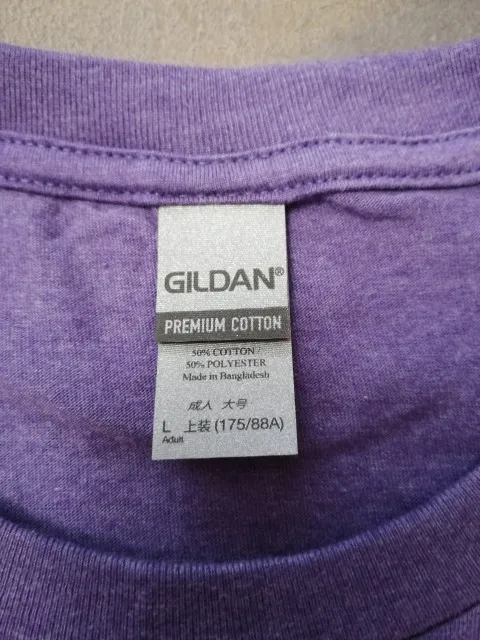 GILDAN®
PREMIUM COTTON
50% COTTON /
50% POLYESTER
Made in Bangladesh
成人 大号
L 上装 (175/88A)
Adult